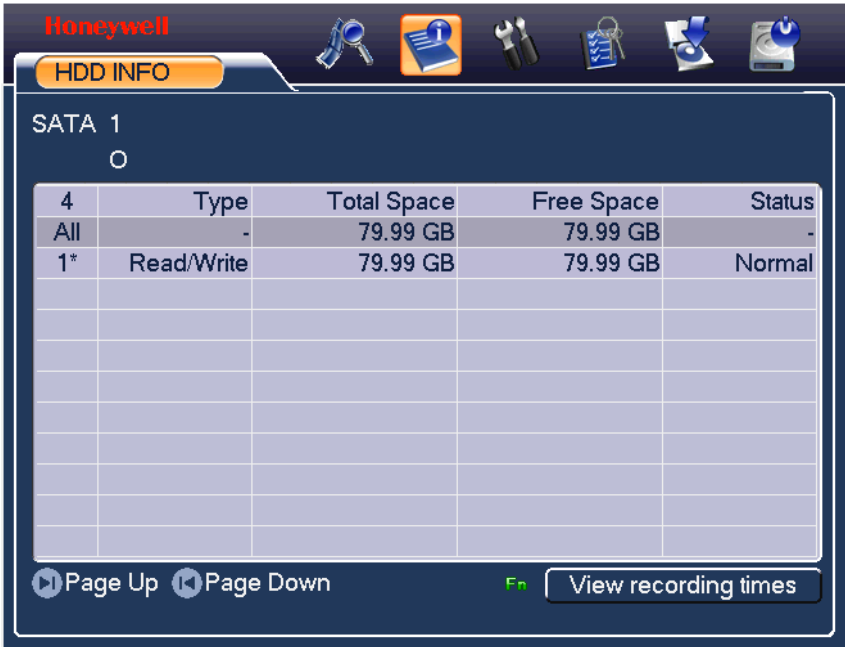 Honeywell
HDD INFO
SATA 1
O
4 Type Total Space Free Space Status
All - 79.99 GB 79.99 GB -
1* Read/Write 79.99 GB 79.99 GB Normal
Page Up Page Down Fn View recording times